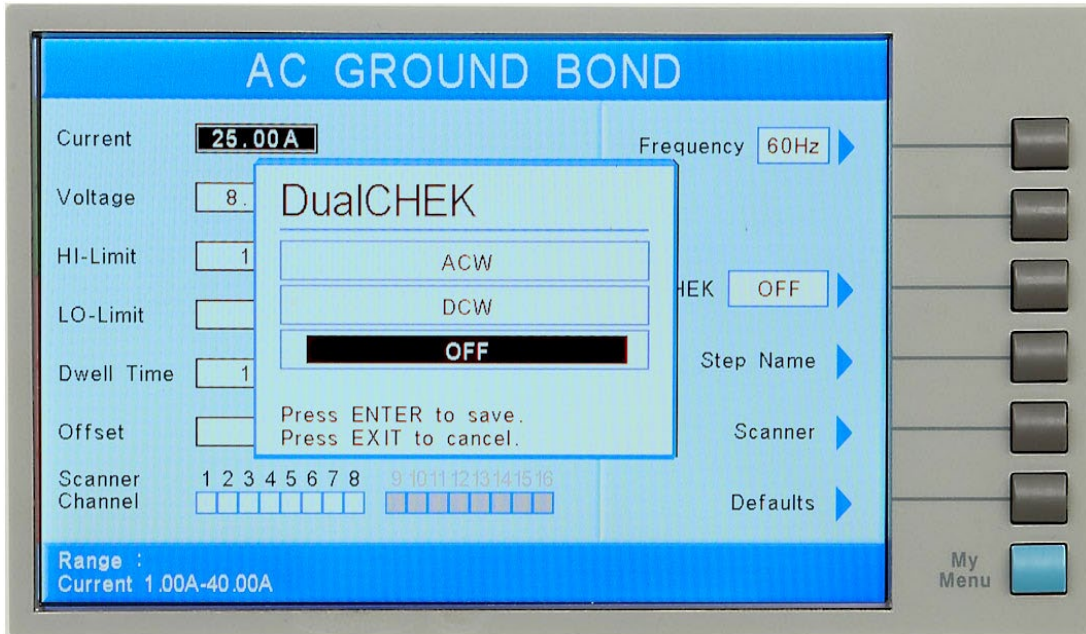 AC GROUND BOND
Current 25.00A
Frequency 60Hz
Voltage 8.
HI-Limit 1
HEK OFF
LO-Limit
Step Name
Dwell Time 1
Offset
Scanner
Scanner Channel
1 2 3 4 5 6 7 8 9 10 11 12 13 14 15 16
Defaults
DualCHEK
ACW
DCW
OFF
Press ENTER to save.
Press EXIT to cancel.
Range :
Current 1.00A-40.00A
My
Menu